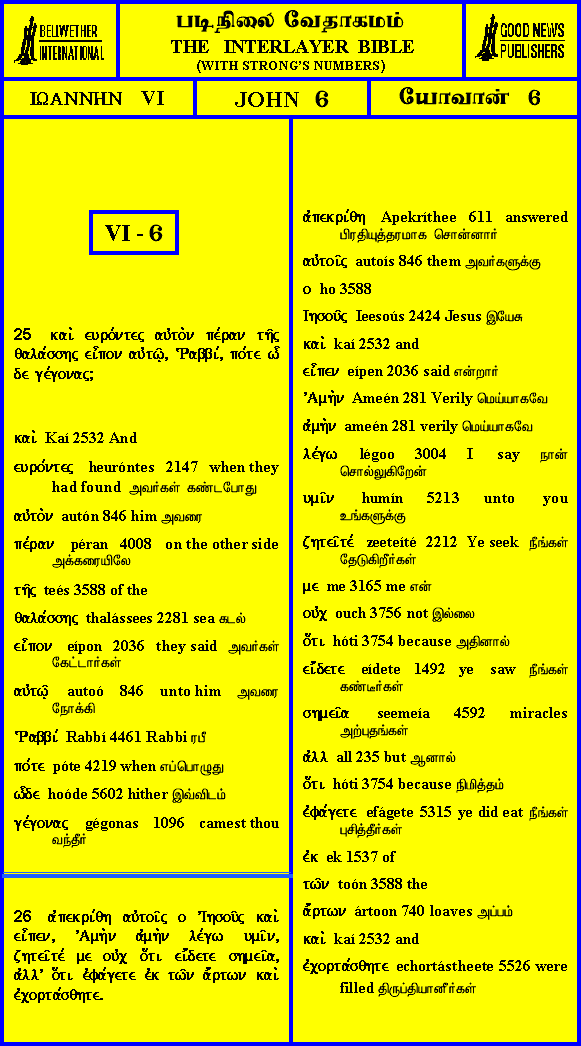 BELLWETHER
INTERNATIONAL
படிநிலை வேதாகமம்
THE INTERLAYER BIBLE
(WITH STRONG'S NUMBERS)
GOOD NEWS
PUBLISHERS
ΙΩΑΝΝΗΝ VI
JOHN 6
யோவான் 6
VI - 6
25 καὶ ευρόντες αὐτὸν πέραν τῆς
θαλάσσης εἶπον αὐτῷ, Ῥαββί, πότε ὧ
δε γέγονας;
καὶ Kaí 2532 And
ευρόντες heuróntes 2147 when they
had found அவர்கள் கண்டபோது
αὐτὸν autón 846 him அவரை
πέραν péran 4008 on the other side
அக்கரையிலே
τῆς teés 3588 of the
θαλάσσης thalássees 2281 sea கடல்
εἶπον eípon 2036 they said அவர்கள்
கேட்டார்கள்
αὐτῷ autoó 846 unto him அவரை
நோக்கி
Ῥαββί Rabbí 4461 Rabbi ரபீ
πότε póte 4219 when எப்பொழுது
ὧδε hoóde 5602 hither இவ்விடம்
γέγονας gégonas 1096 camest thou
வந்தீர்
26 ἀπεκρίθη αὐτοῖς ο Ἰησοῦς καὶ
εἶπεν, Ἀμὴν ἀμὴν λέγω υμῖν,
ζητεῖτέ με οὐχ ὅτι εἴδετε σημεῖα,
ἀλλ' ὅτι ἐφάγετε ἐκ τῶν ἄρτων καὶ
ἐχορτάσθητε.
ἀπεκρίθη Apekríthee 611 answered
பிரதியுத்தரமாக சொன்னார்
αὐτοῖς autoís 846 them அவர்களுக்கு
ο ho 3588
Ιησοῦς Ieesoús 2424 Jesus இயேசு
καὶ kaí 2532 and
εἶπεν eípen 2036 said என்றார்
Ἀμὴν Ameén 281 Verily மெய்யாகவே
ἀμὴν ameén 281 verily மெய்யாகவே
λέγω légoo 3004 I say நான்
சொல்லுகிறேன்
υμῖν humín 5213 unto you
உங்களுக்கு
ζητεῖτέ zeeteíté 2212 Ye seek நீங்கள்
தேடுகிறீர்கள்
με me 3165 me என்
οὐχ ouch 3756 not இல்லை
ὅτι hóti 3754 because அதினால்
εἴδετε eídete 1492 ye saw நீங்கள்
கண்டீர்கள்
σημεῖα seemeía 4592 miracles
அற்புதங்கள்
ἀλλ all 235 but ஆனால்
ὅτι hóti 3754 because நிமித்தம்
ἐφάγετε efágete 5315 ye did eat நீங்கள்
புசித்தீர்கள்
ἐκ ek 1537 of
τῶν toón 3588 the
ἄρτων ártoon 740 loaves அப்பம்
καὶ kaí 2532 and
ἐχορτάσθητε echortástheete 5526 were
filled திருப்தியானீர்கள்